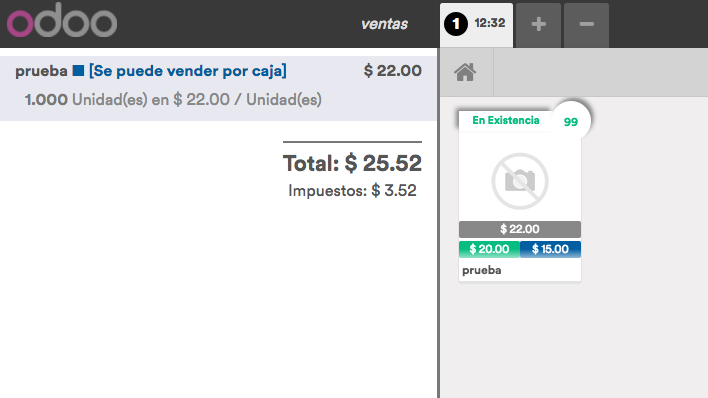 odoo
ventas
1 12:32 + −
prueba [Se puede vender por caja] $ 22.00
1.000 Unidad(es) en $ 22.00 / Unidad(es)
Total: $ 25.52
Impuestos: $ 3.52
En Existencia 99
$ 22.00
$ 20.00 $ 15.00
prueba